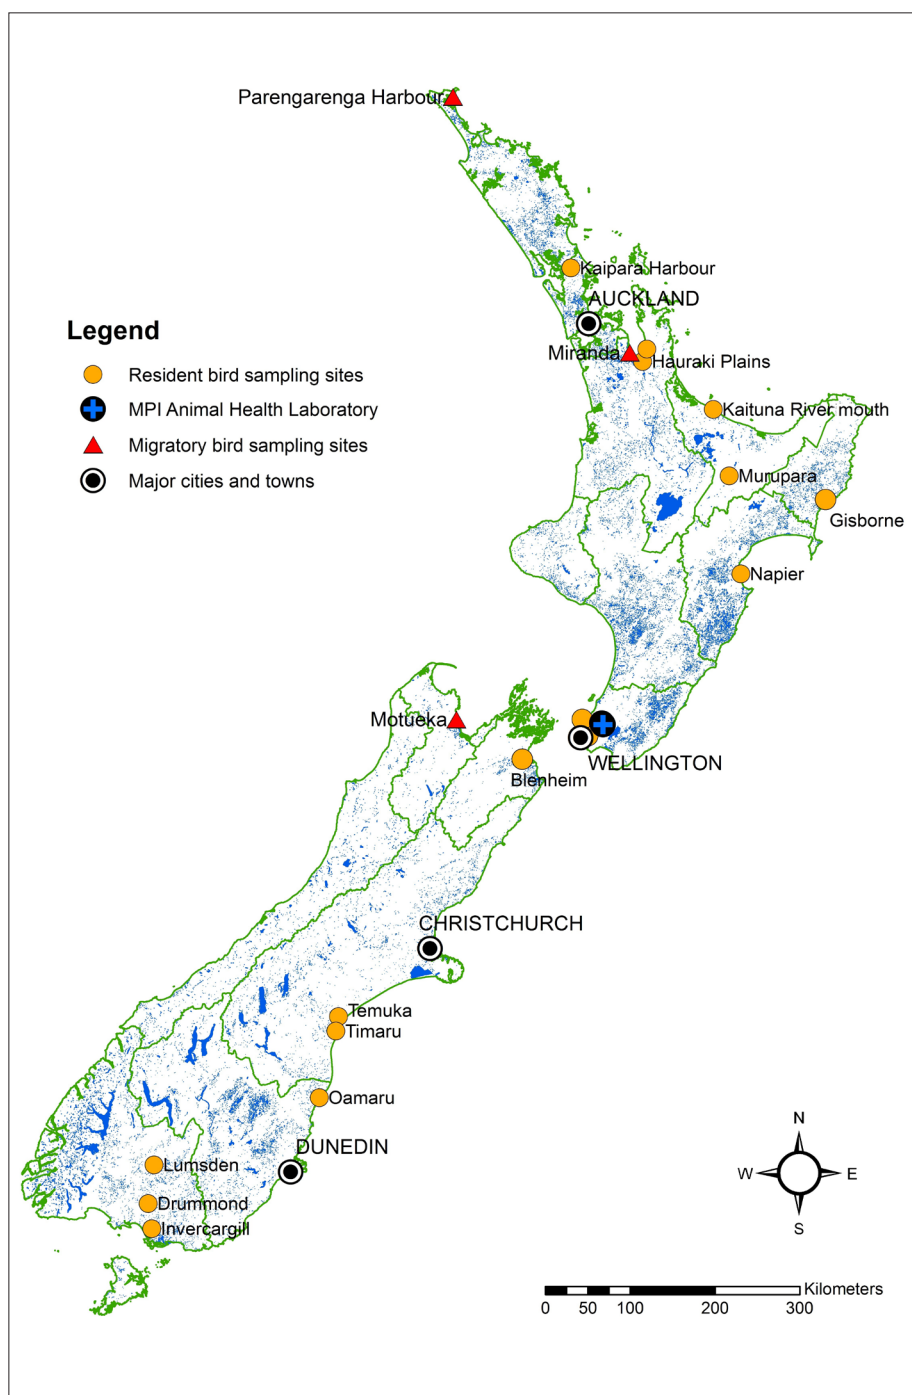 Parengarenga Harbour
Kaipara Harbour
AUCKLAND
Legend
Miranda
Hauraki Plains
Resident bird sampling sites
MPI Animal Health Laboratory
Kaituna River mouth
Migratory bird sampling sites
Major cities and towns
Murupara
Gisborne
Napier
Motueka
WELLINGTON
Blenheim
CHRISTCHURCH
Temuka
Timaru
Oamaru
DUNEDIN
Lumsden
Drummond
Invercargill
N
W E
S
Kilometers
0 50 100 200 300